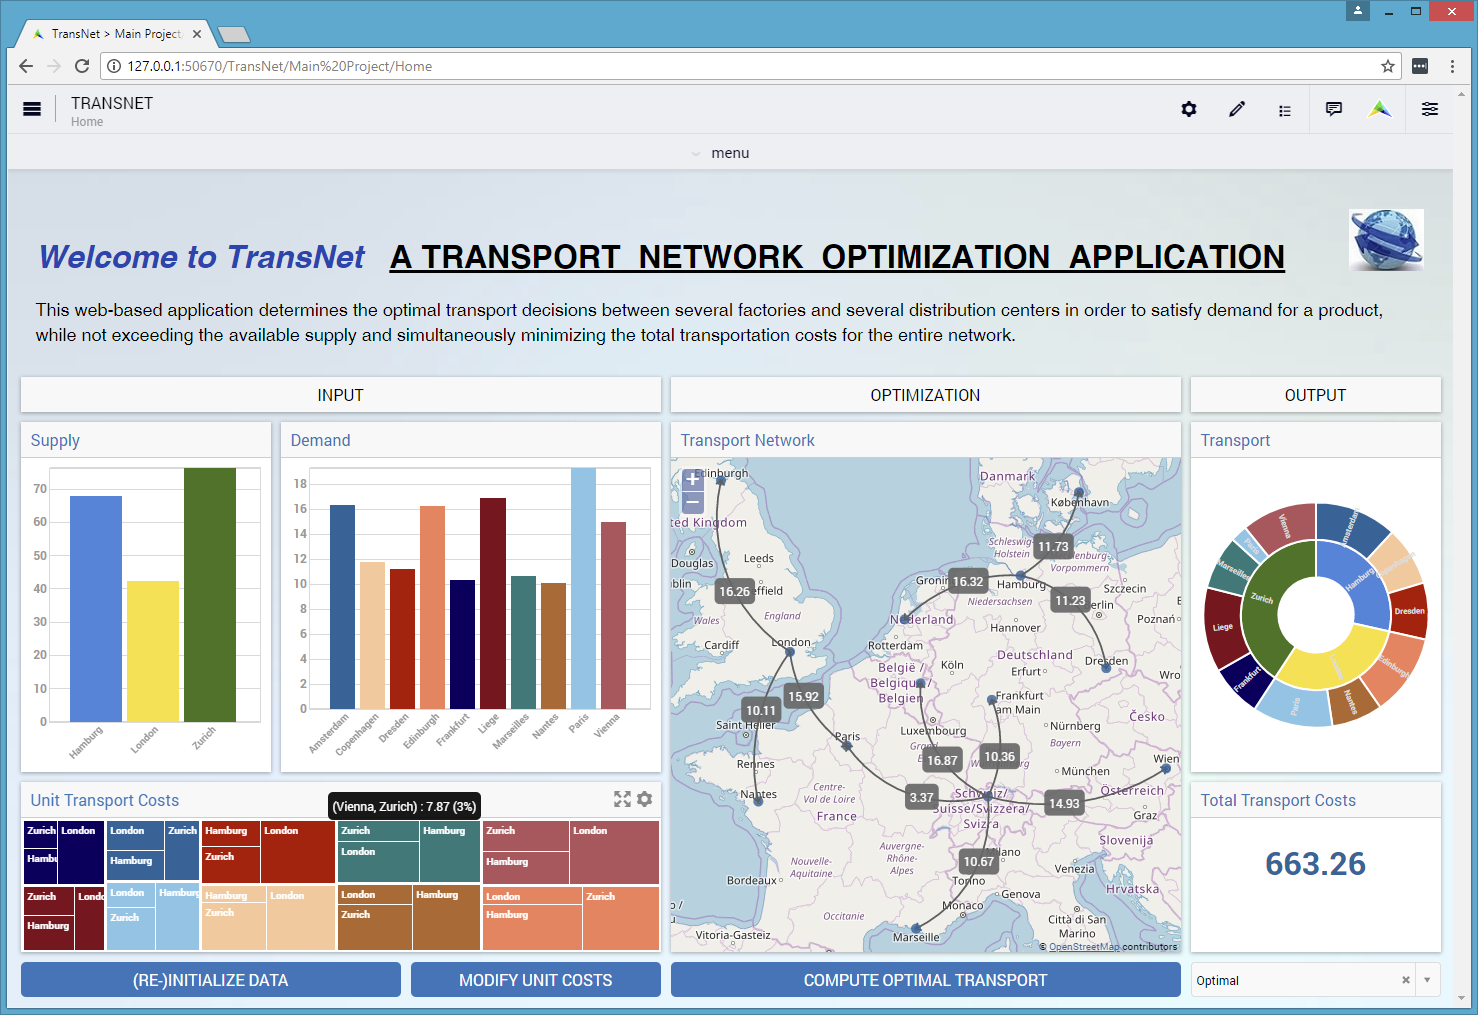 TransNet > Main Project
127.0.0.1:50670/TransNet/Main%20Project/Home
TRANSNET
Home
menu
Welcome to TransNet A TRANSPORT NETWORK OPTIMIZATION APPLICATION
This web-based application determines the optimal transport decisions between several factories and several distribution centers in order to satisfy demand for a product,
while not exceeding the available supply and simultaneously minimizing the total transportation costs for the entire network.
INPUT
OPTIMIZATION
OUTPUT
Supply
70
60
50
40
30
20
10
0
Hamburg
London
Zurich
Demand
18
16
14
12
10
8
6
4
2
0
Amsterdam
Copenhagen
Dresden
Edinburgh
Frankfurt
Liege
Marseilles
Nantes
Paris
Vienna
Transport Network
+
−
Edinburgh
Danmark
København
ted Kingdom
11.73
Schleswig-
Holstein
lenburg-
Vorpommern
Douglas
Leeds
blin
16.26
effield
Gronin
16.32
Hamburg
11.23
Szczecin
England
Niedersachsen
erlin
Wales
Nederland
Hannover
Poznań
Cardiff
London
Rotterdam
Deutschland
België /
Belgique /
Belgien
Köln
Erfurt
Dresden
Wro
15.92
10.11
Frankfurt
am Main
Česko
Saint Helier
Luxembourg
Nürnberg
Paris
Grand
Bayern
Rennes
16.87
10.36
Wien
München
Nantes
Centre-
Val de Loire
3.37
Schweiz/
Suisse/Svizzera/
Svizra
14.93
Österreich
France
Graz
Auvergne-
Rhône-
Alpes
10.67
Milano
Slovenija
Nouvelle-
Aquitaine
Torino
Venezia
Bordeaux
Genova
Hrvatska
Monaco
Occitanie
Città di San
Marino
o /
Vitoria-Gasteiz
Marseille
© OpenStreetMap contributors
Transport
Vienna
Amsterdam
Paris
Copenhagen
Marseilles
Hamburg
Zurich
Dresden
Liege
London
Edinburgh
Frankfurt
Paris
Nantes
Unit Transport Costs
(Vienna, Zurich) : 7.87 (3%)
Zurich
London
Hambu
London
Zurich
Hamburg
Hamburg
London
Zurich
Zurich
Hamburg
London
Zurich
London
Hamburg
Zurich
Londo
Hamburg
London
Hamburg
Zurich
Hamburg
London
Zurich
London
Hamburg
Zurich
London
Zurich
Hamburg
Total Transport Costs
663.26
(RE-)INITIALIZE DATA
MODIFY UNIT COSTS
COMPUTE OPTIMAL TRANSPORT
Optimal